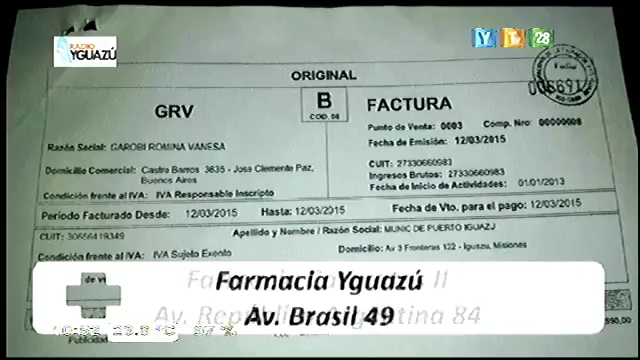 RADIO
YGUAZÚ
Y Tv 28
ORIGINAL
B
COD. 06
GRV
FACTURA
Punto de Venta: 0003 Comp. Nro: 00000008
Fecha de Emisión: 12/03/2015
Razón Social: GAROBI ROMINA VANESA
Domicilio Comercial: Castro Barros 3635 - Jose Clemente Paz,
Buenos Aires
CUIT: 27330660983
Ingresos Brutos: 27330660983
Fecha de Inicio de Actividades: 01/01/2013
Condición frente al IVA: IVA Responsable Inscripto
Período Facturado Desde: 12/03/2015 Hasta: 12/03/2015 Fecha de Vto. para el pago: 12/03/2015
CUIT: 30656419349 Apellido y Nombre / Razón Social: MUNIC DE PUERTO IGUAZU
Condición frente al IVA: IVA Sujeto Exento Domicilio: Av 3 Fronteras 122 - Iguazu, Misiones
Farmacia Yguazú
Av. Brasil 49
Publicidad